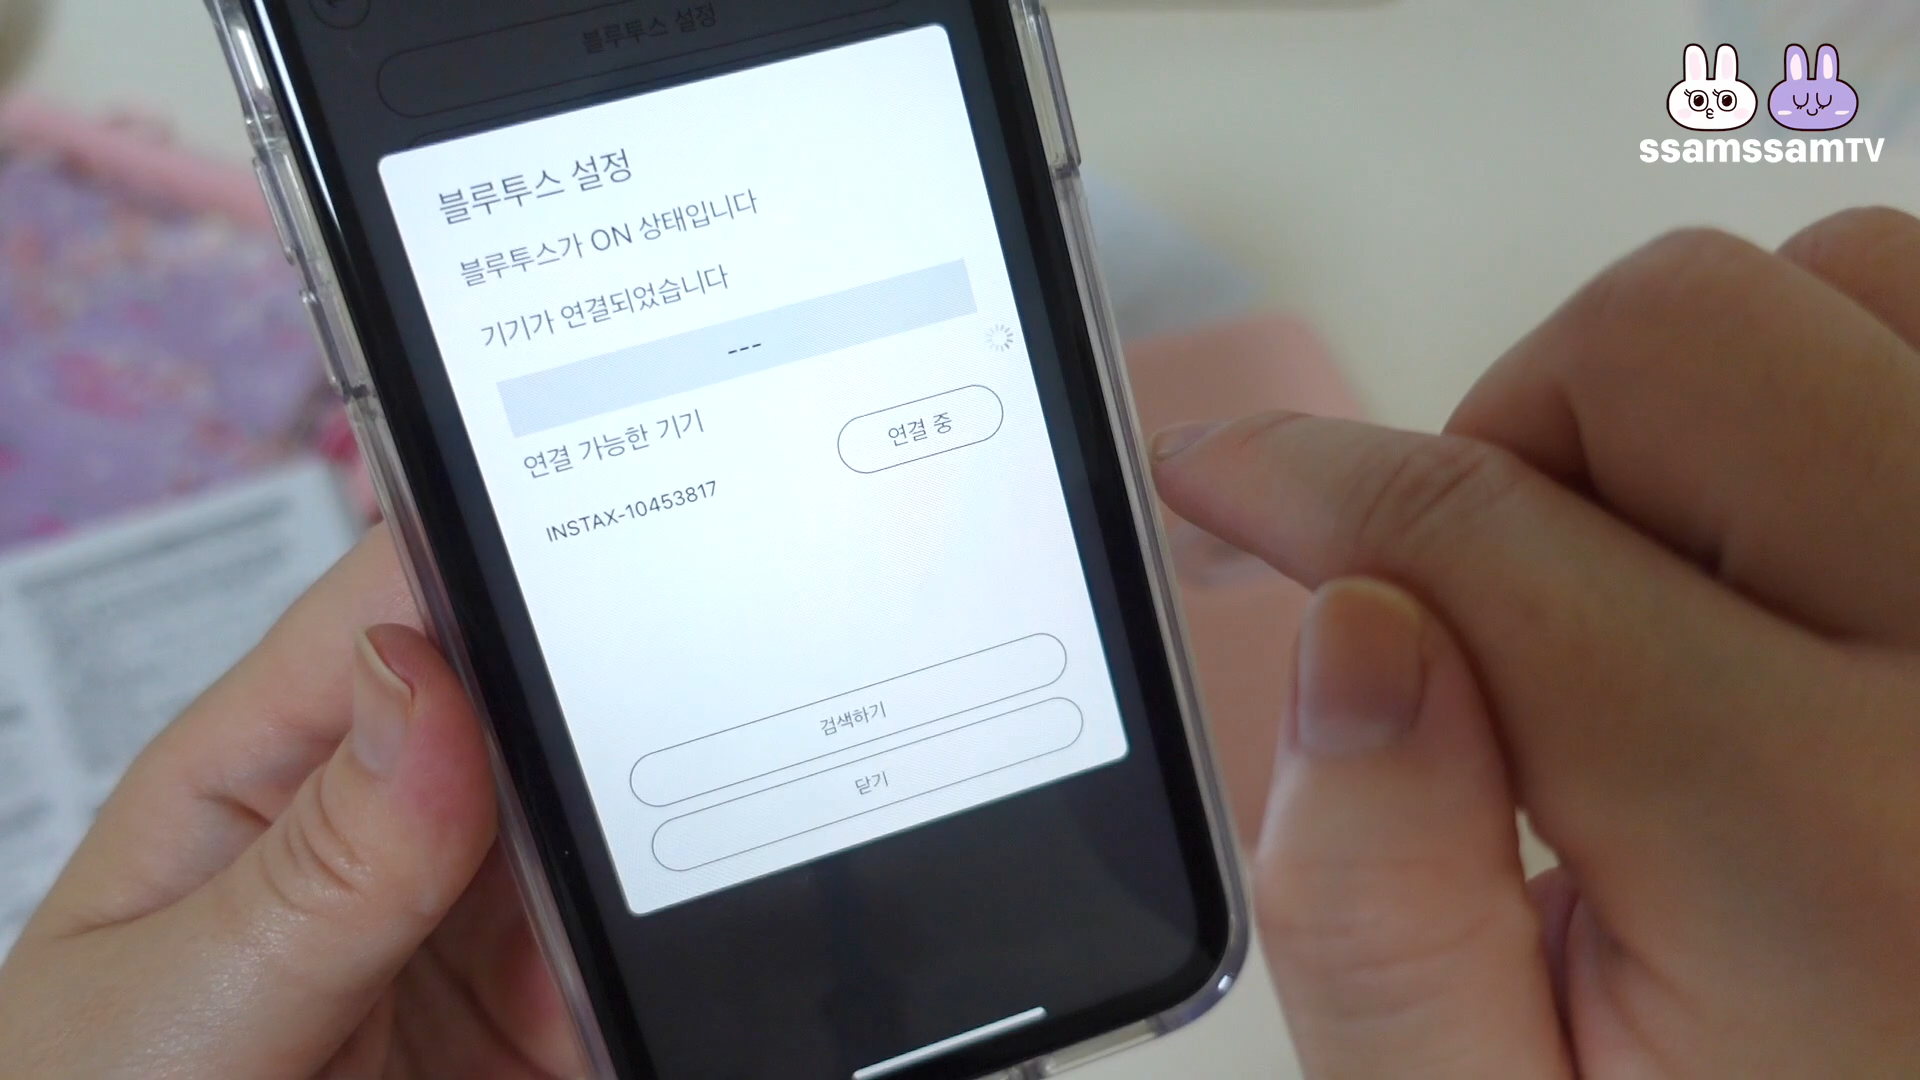 블루투스 설정
블루투스 설정
블루투스가 ON 상태입니다
기기가 연결되었습니다
---
연결 가능한 기기
INSTAX-10453817
연결 중
검색하기
닫기
ssamssamTV